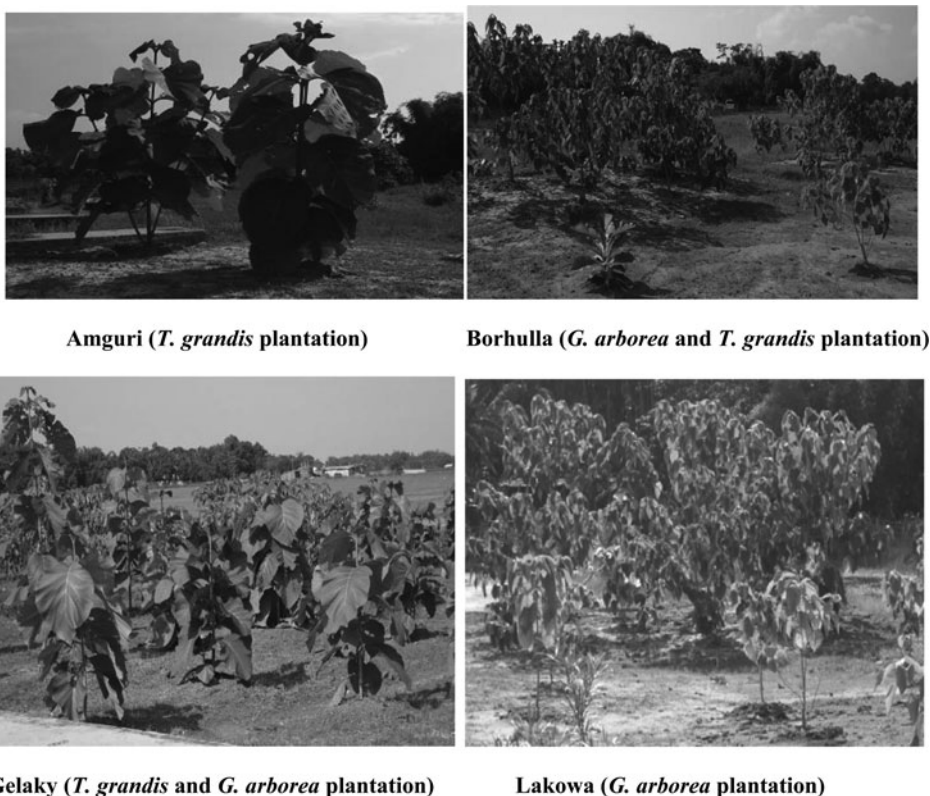 Amguri (T. grandis plantation)
Borhulla (G. arborea and T. grandis plantation)
Gelaky (T. grandis and G. arborea plantation)
Lakowa (G. arborea plantation)